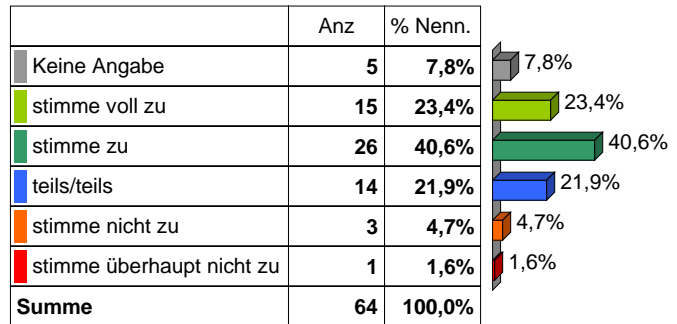 Anz % Nenn.
Keine Angabe 5 7,8% 7,8%
stimme voll zu 15 23,4% 23,4%
stimme zu 26 40,6% 40,6%
teils/teils 14 21,9% 21,9%
stimme nicht zu 3 4,7% 4,7%
stimme überhaupt nicht zu 1 1,6% 1,6%
Summe 64 100,0%